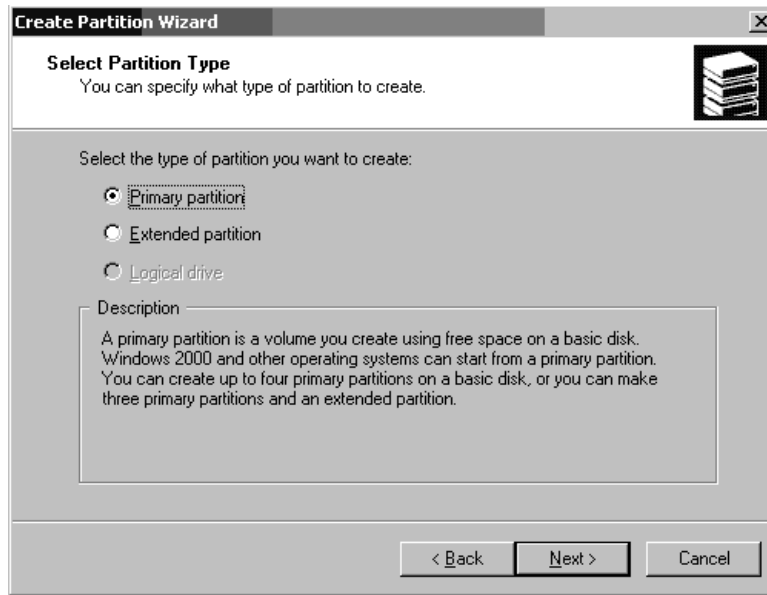 Create Partition Wizard
Select Partition Type
You can specify what type of partition to create.
Select the type of partition you want to create:
Primary partition
Extended partition
Logical drive
Description
A primary partition is a volume you create using free space on a basic disk.
Windows 2000 and other operating systems can start from a primary partition.
You can create up to four primary partitions on a basic disk, or you can make
three primary partitions and an extended partition.
< Back Next > Cancel